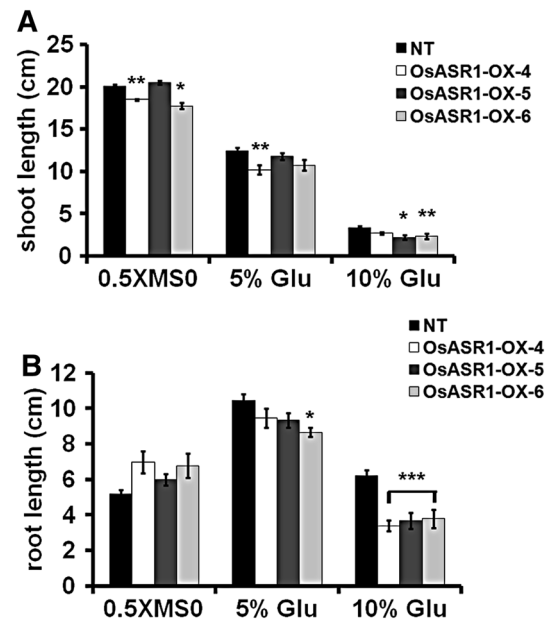 A
25
20
15
10
5
0
shoot length (cm)
NT
OsASR1-OX-4
OsASR1-OX-5
OsASR1-OX-6
**
*
**
*
**
0.5XMS0
5% Glu
10% Glu
B
12
10
8
6
4
2
0
root length (cm)
NT
OsASR1-OX-4
OsASR1-OX-5
OsASR1-OX-6
*
***
0.5XMS0
5% Glu
10% Glu